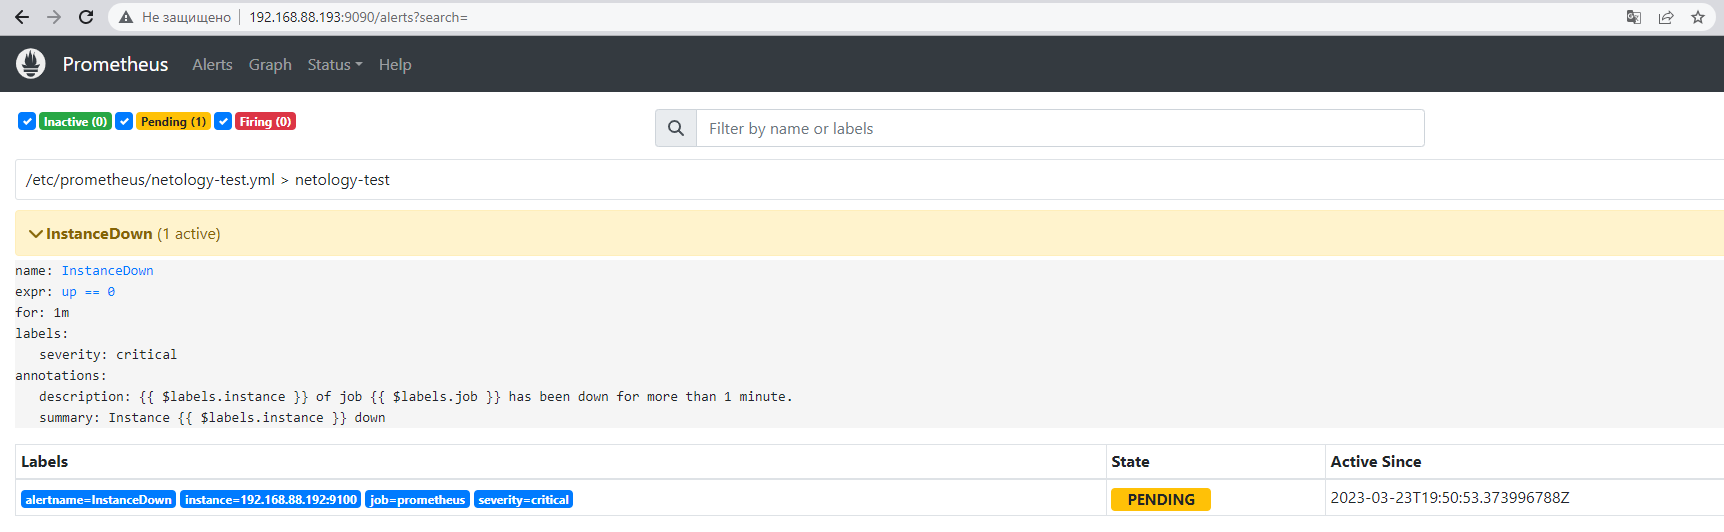 Не защищено 192.168.88.193:9090/alerts?search=
Prometheus Alerts Graph Status Help
Inactive (0) Pending (1) Firing (0) Filter by name or labels
/etc/prometheus/netology-test.yml > netology-test
InstanceDown (1 active)
name: InstanceDown
expr: up == 0
for: 1m
labels:
severity: critical
annotations:
description: {{ $labels.instance }} of job {{ $labels.job }} has been down for more than 1 minute.
summary: Instance {{ $labels.instance }} down
Labels State Active Since
alertname=InstanceDown instance=192.168.88.192:9100 job=prometheus severity=critical PENDING 2023-03-23T19:50:53.373996788Z